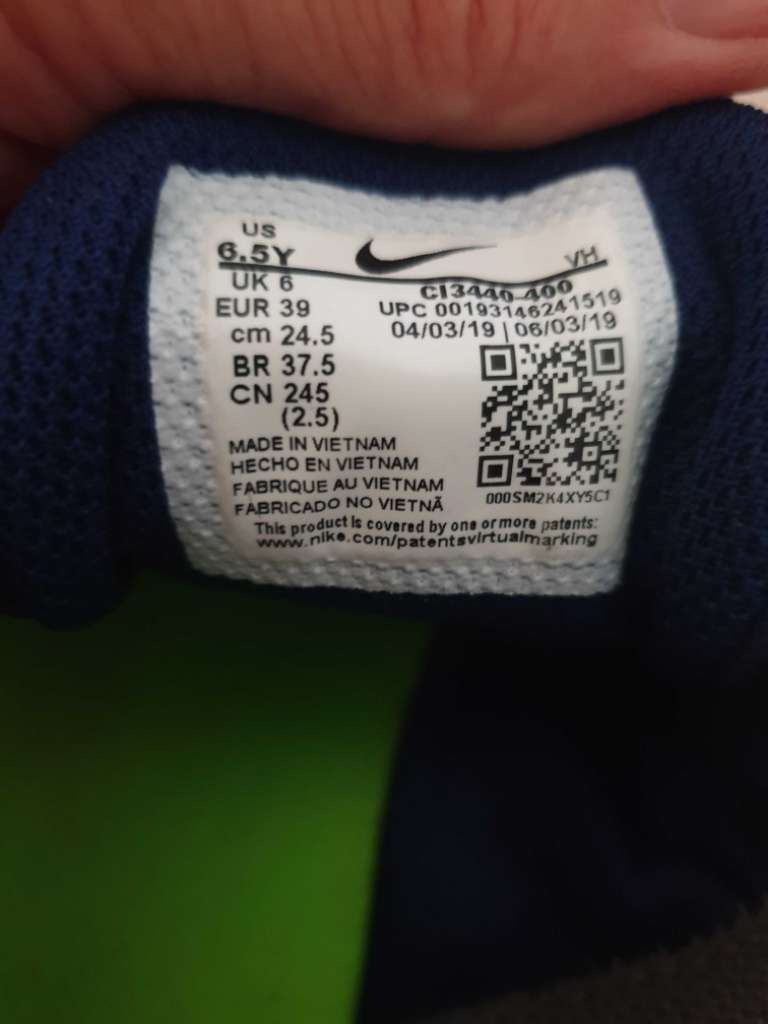 US
6.5Y
VH
UK 6
CI3440-400
EUR 39
UPC 00193146241519
cm 24.5
04/03/19 | 06/03/19
BR 37.5
CN 245
(2.5)
MADE IN VIETNAM
HECHO EN VIETNAM
FABRIQUE AU VIETNAM
FABRICADO NO VIETNÃ
000SM2K4XY5C1
This product is covered by one or more patents:
www.nike.com/patentsvirtualmarking